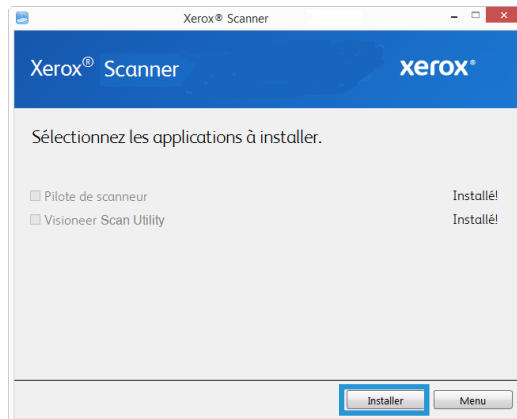 Xerox® Scanner
Xerox® Scanner
xerox®
Sélectionnez les applications à installer.
Pilote de scanneur Installé!
Visioneer Scan Utility Installé!
Installer Menu